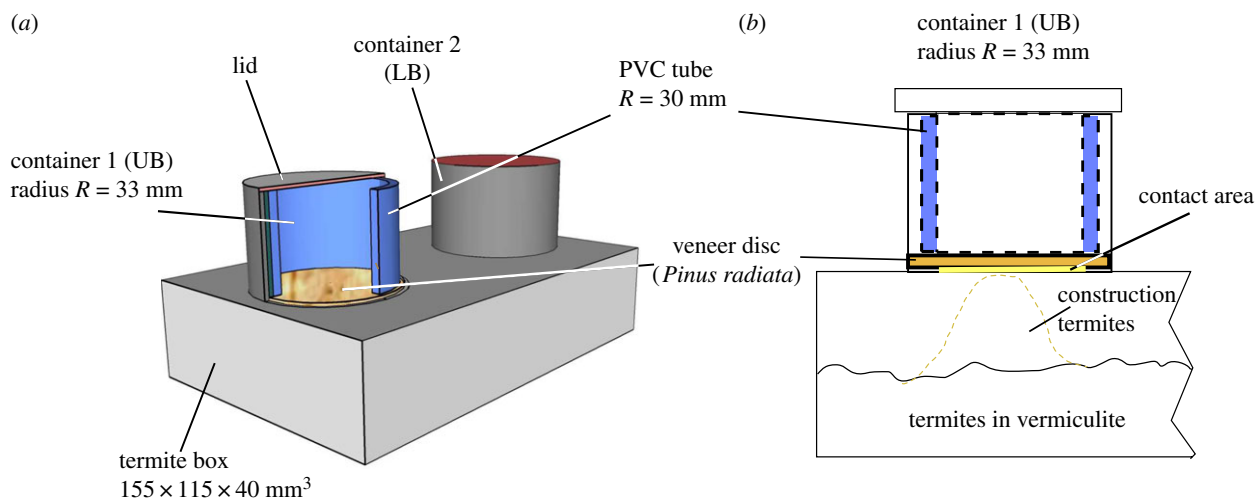 (a)
container 2
(LB)
lid
PVC tube
R = 30 mm
container 1 (UB)
radius R = 33 mm
veneer disc
(Pinus radiata)
termite box
155 × 115 × 40 mm³
(b)
container 1 (UB)
radius R = 33 mm
contact area
construction
termites
termites in vermiculite